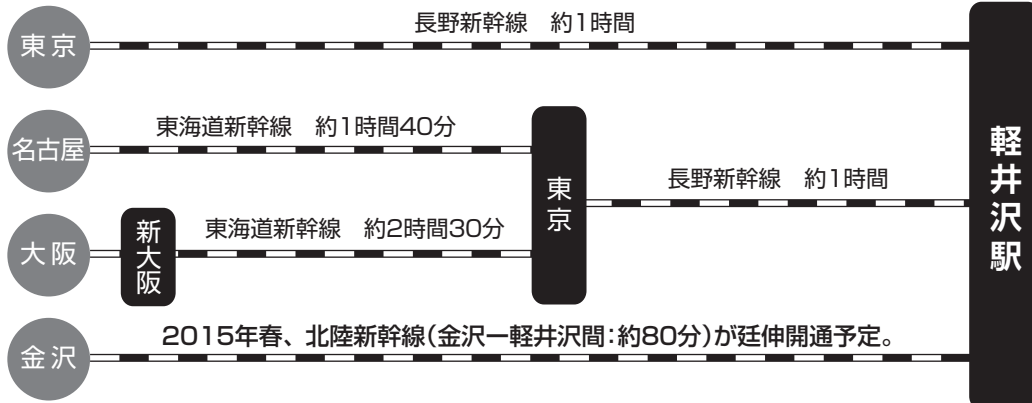 東京
長野新幹線 約1時間
名古屋
東海道新幹線 約1時間40分
大阪
新大阪
東海道新幹線 約2時間30分
東京
長野新幹線 約1時間
金沢
2015年春、北陸新幹線(金沢ー軽井沢間:約80分)が廷伸開通予定。
軽井沢駅